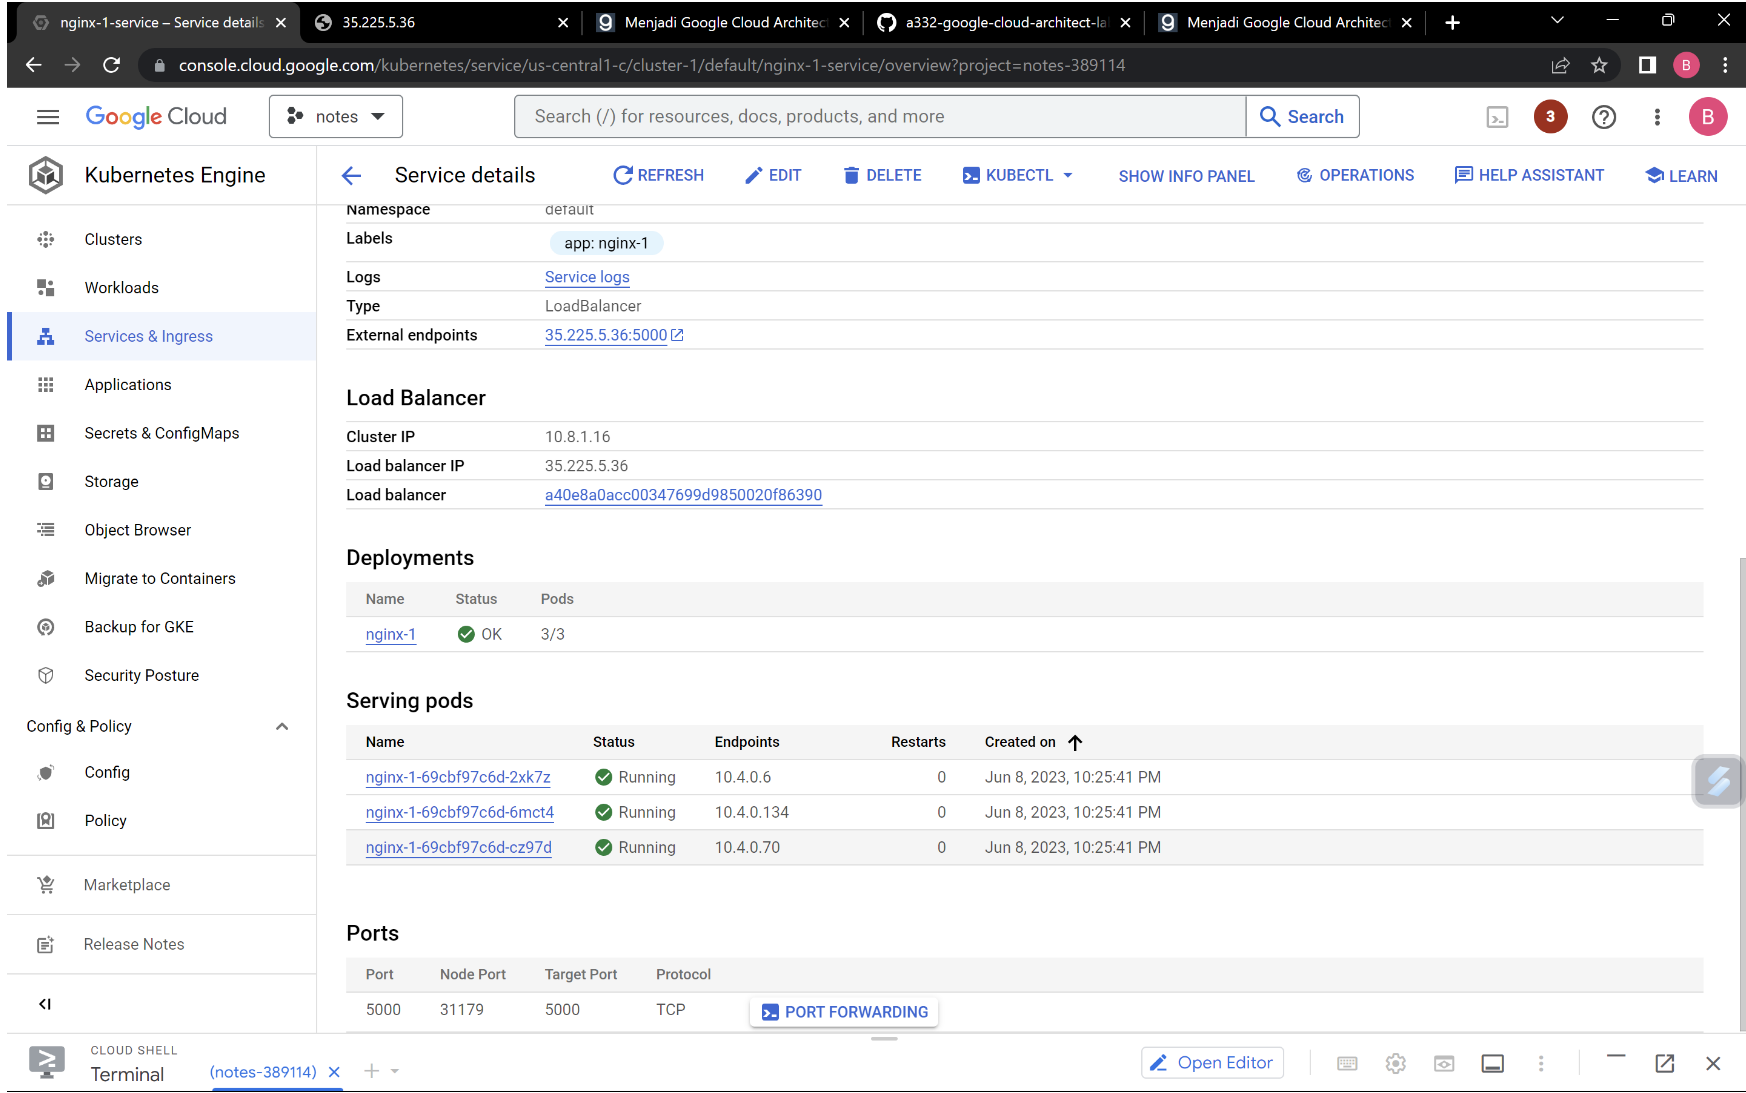 nginx-1-service – Service details
35.225.5.36
Menjadi Google Cloud Architect
a332-google-cloud-architect-la
Menjadi Google Cloud Architect
console.cloud.google.com/kubernetes/service/us-central1-c/cluster-1/default/nginx-1-service/overview?project=notes-389114
B
Google Cloud
notes
Search (/) for resources, docs, products, and more
Search
3
B
Kubernetes Engine
Service details
REFRESH
EDIT
DELETE
KUBECTL
SHOW INFO PANEL
OPERATIONS
HELP ASSISTANT
LEARN
Clusters
Workloads
Services & Ingress
Applications
Secrets & ConfigMaps
Storage
Object Browser
Migrate to Containers
Backup for GKE
Security Posture
Config & Policy
Config
Policy
Marketplace
Release Notes
Namespace default
Labels app: nginx-1
Logs Service logs
Type LoadBalancer
External endpoints 35.225.5.36:5000
Load Balancer
Cluster IP 10.8.1.16
Load balancer IP 35.225.5.36
Load balancer a40e8a0acc00347699d9850020f86390
Deployments
Name Status Pods
nginx-1 OK 3/3
Serving pods
Name Status Endpoints Restarts Created on
nginx-1-69cbf97c6d-2xk7z Running 10.4.0.6 0 Jun 8, 2023, 10:25:41 PM
nginx-1-69cbf97c6d-6mct4 Running 10.4.0.134 0 Jun 8, 2023, 10:25:41 PM
nginx-1-69cbf97c6d-cz97d Running 10.4.0.70 0 Jun 8, 2023, 10:25:41 PM
Ports
Port Node Port Target Port Protocol
5000 31179 5000 TCP PORT FORWARDING
CLOUD SHELL
Terminal
(notes-389114)
Open Editor